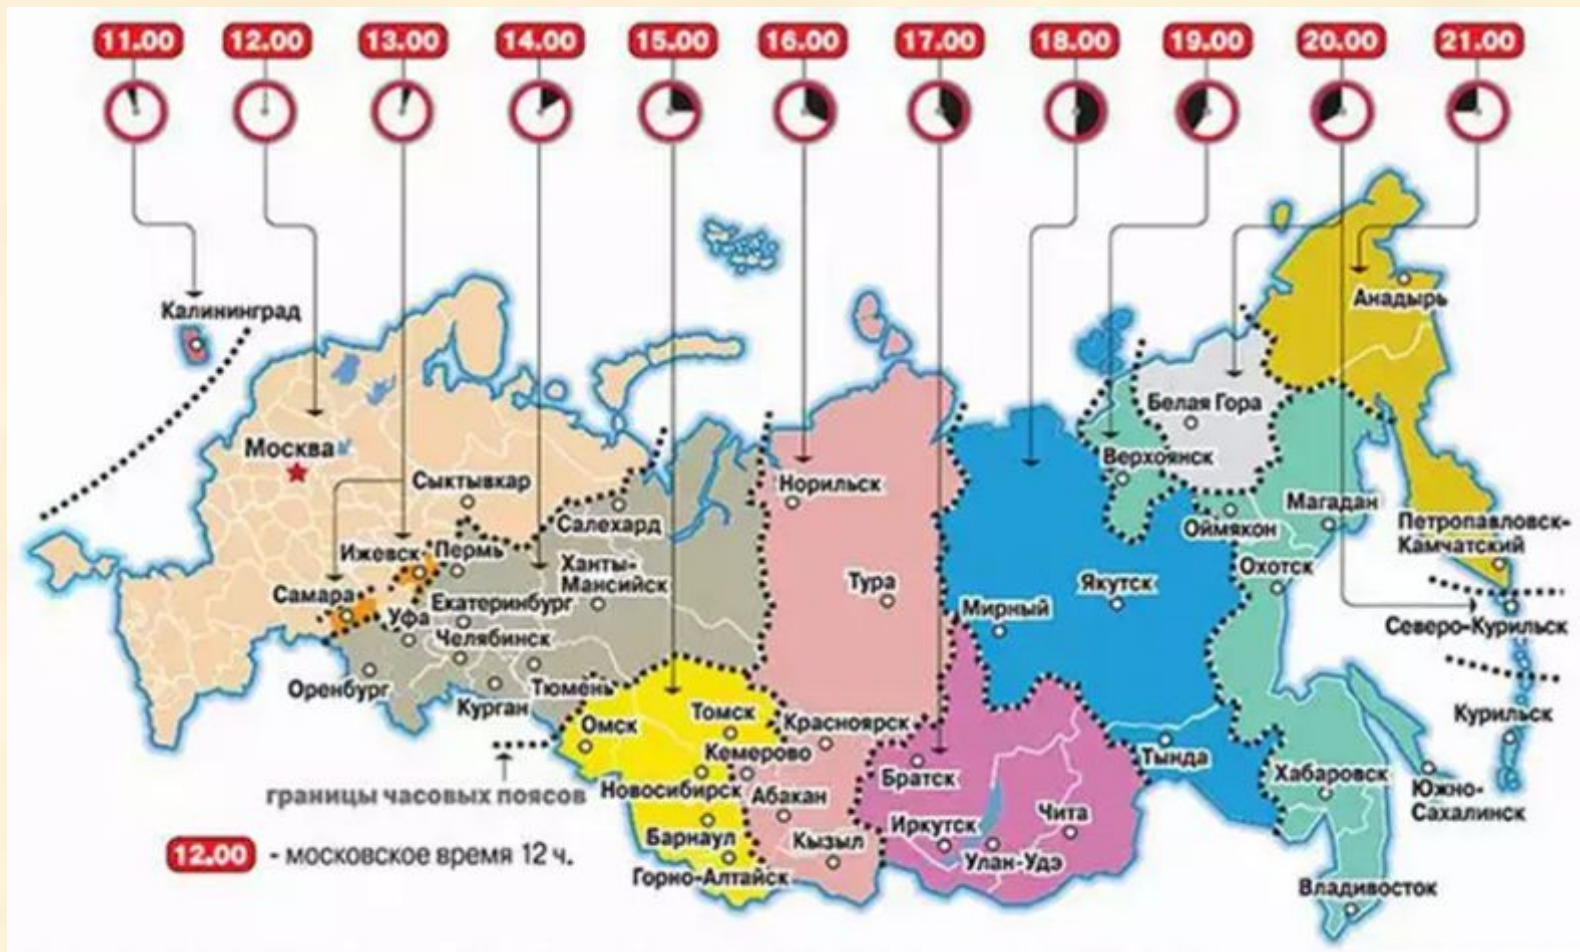 11.00
12.00
13.00
14.00
15.00
16.00
17.00
18.00
19.00
20.00
21.00
Калининград
Анадырь
Белая Гора
Москва
Верхоянск
Сыктывкар
Норильск
Салехард
Магадан
Оймякон
Петропавловск-
Камчатский
Ижевск
Пермь
Ханты-
Мансийск
Тура
Якутск
Охотск
Самара
Екатеринбург
Мирный
Уфа
Северо-Курильск
Челябинск
Оренбург
Тюмень
Курган
Омск
Томск
Красноярск
Курильск
Кемерово
Братск
Тында
Хабаровск
границы часовых поясов
Новосибирск
Абакан
Южно-
Сахалинск
Иркутск
Чита
Барнаул
Кызыл
Улан-Удэ
12.00 - московское время 12 ч.
Горно-Алтайск
Владивосток